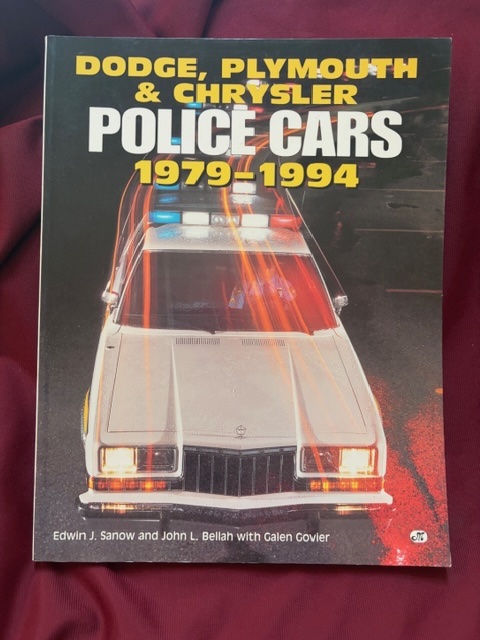 DODGE, PLYMOUTH
& CHRYSLER
POLICE CARS
1979–1994
Edwin J. Sanow and John L. Bellah with Galen Govier